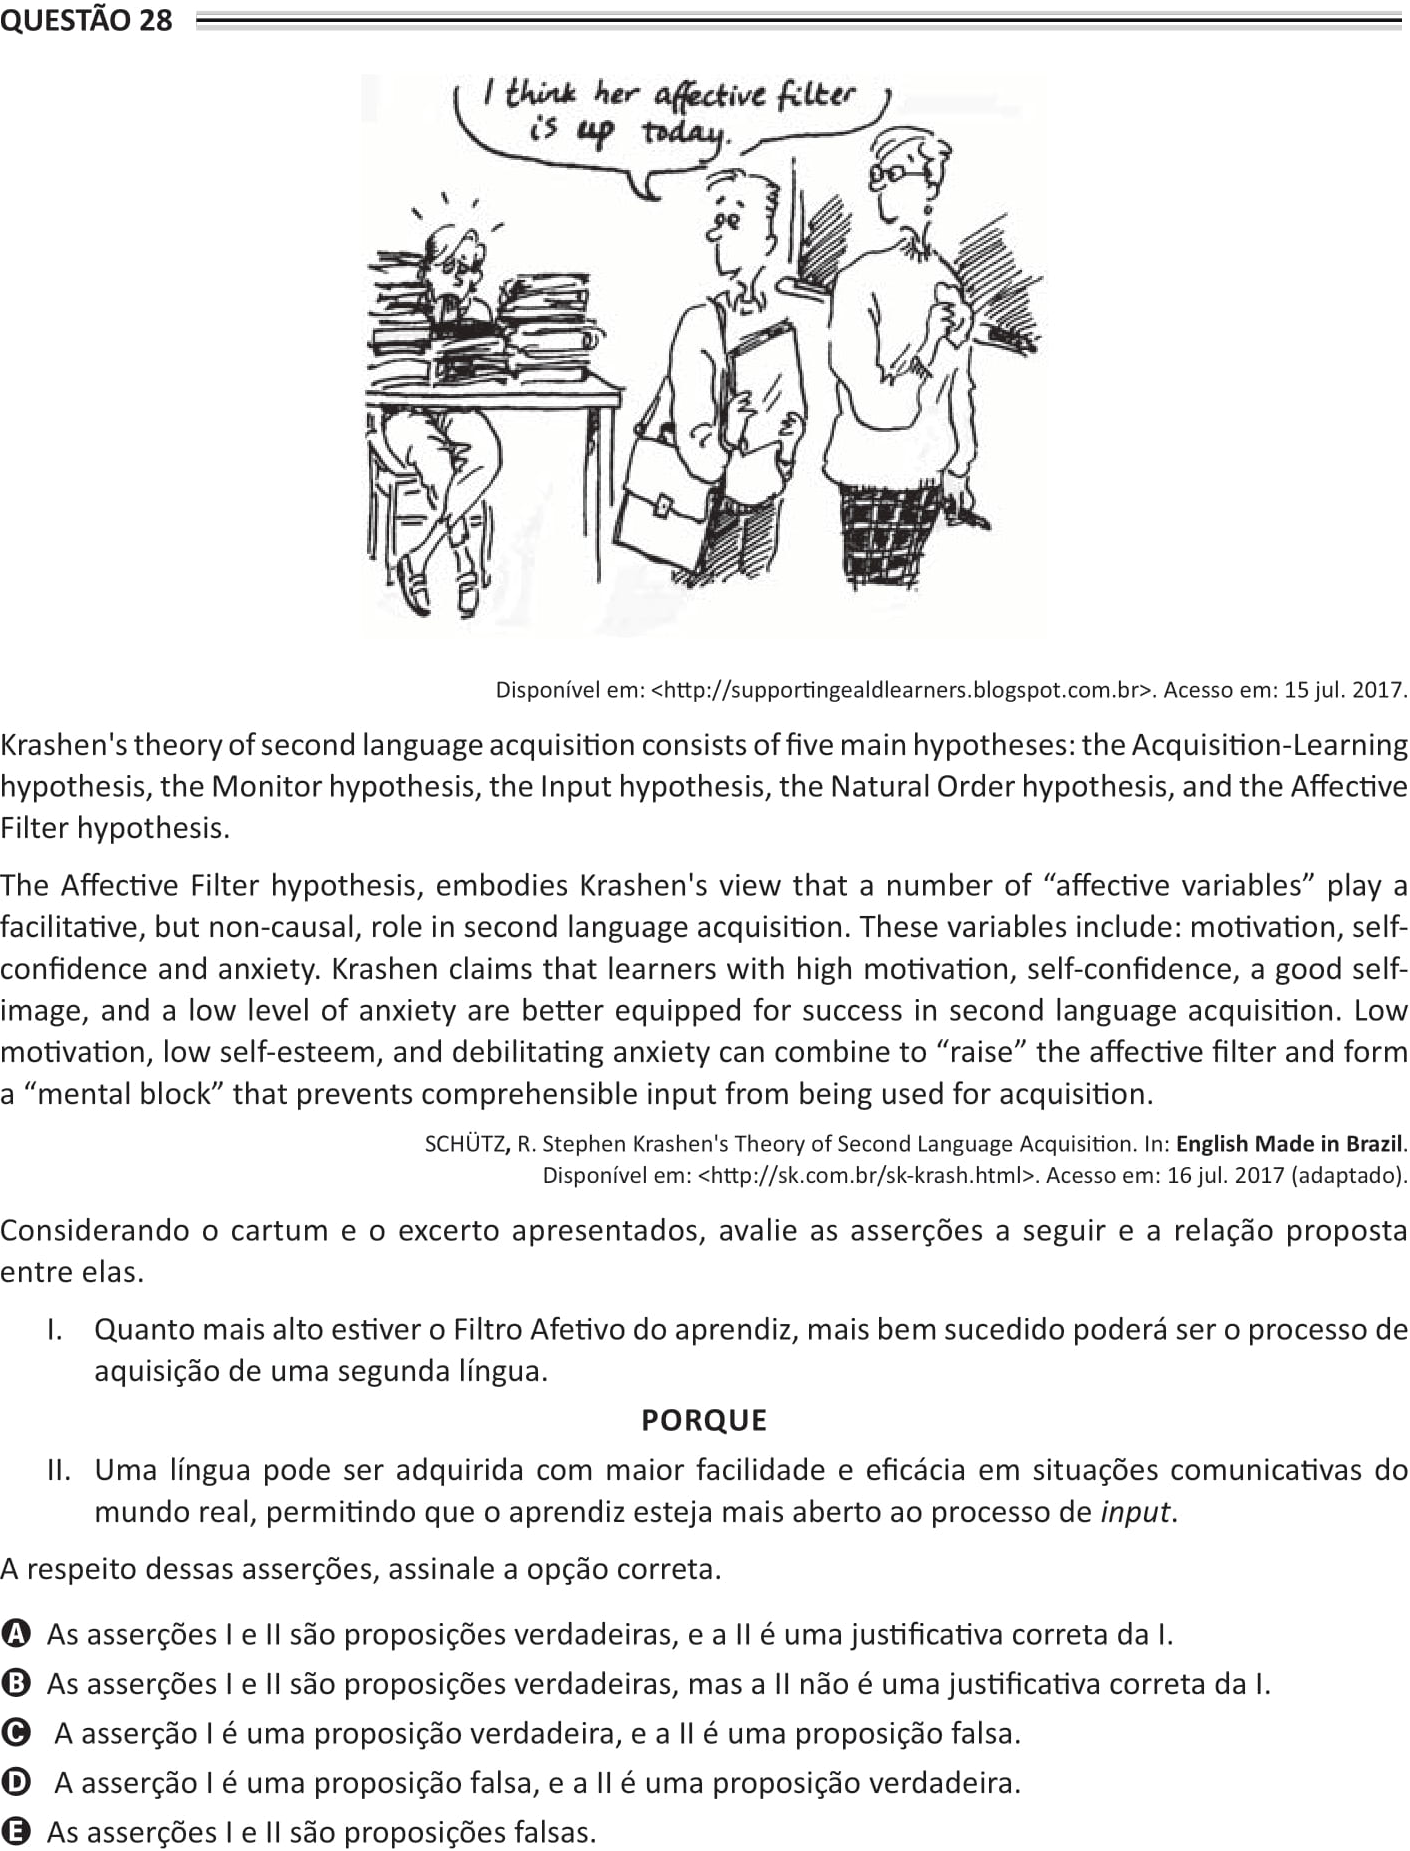 QUESTÃO 28
I think her affective filter
is up today.
Disponível em: <http://supportingealdlearners.blogspot.com.br>. Acesso em: 15 jul. 2017.
Krashen's theory of second language acquisition consists of five main hypotheses: the Acquisition-Learning
hypothesis, the Monitor hypothesis, the Input hypothesis, the Natural Order hypothesis, and the Affective
Filter hypothesis.
The Affective Filter hypothesis, embodies Krashen's view that a number of “affective variables” play a
facilitative, but non-causal, role in second language acquisition. These variables include: motivation, self-
confidence and anxiety. Krashen claims that learners with high motivation, self-confidence, a good self-
image, and a low level of anxiety are better equipped for success in second language acquisition. Low
motivation, low self-esteem, and debilitating anxiety can combine to “raise” the affective filter and form
a “mental block” that prevents comprehensible input from being used for acquisition.
SCHÜTZ, R. Stephen Krashen's Theory of Second Language Acquisition. In: English Made in Brazil.
Disponível em: <http://sk.com.br/sk-krash.html>. Acesso em: 16 jul. 2017 (adaptado).
Considerando o cartum e o excerto apresentados, avalie as asserções a seguir e a relação proposta
entre elas.
I. Quanto mais alto estiver o Filtro Afetivo do aprendiz, mais bem sucedido poderá ser o processo de
aquisição de uma segunda língua.
PORQUE
II. Uma língua pode ser adquirida com maior facilidade e eficácia em situações comunicativas do
mundo real, permitindo que o aprendiz esteja mais aberto ao processo de input.
A respeito dessas asserções, assinale a opção correta.
A As asserções I e II são proposições verdadeiras, e a II é uma justificativa correta da I.
B As asserções I e II são proposições verdadeiras, mas a II não é uma justificativa correta da I.
C A asserção I é uma proposição verdadeira, e a II é uma proposição falsa.
D A asserção I é uma proposição falsa, e a II é uma proposição verdadeira.
E As asserções I e II são proposições falsas.